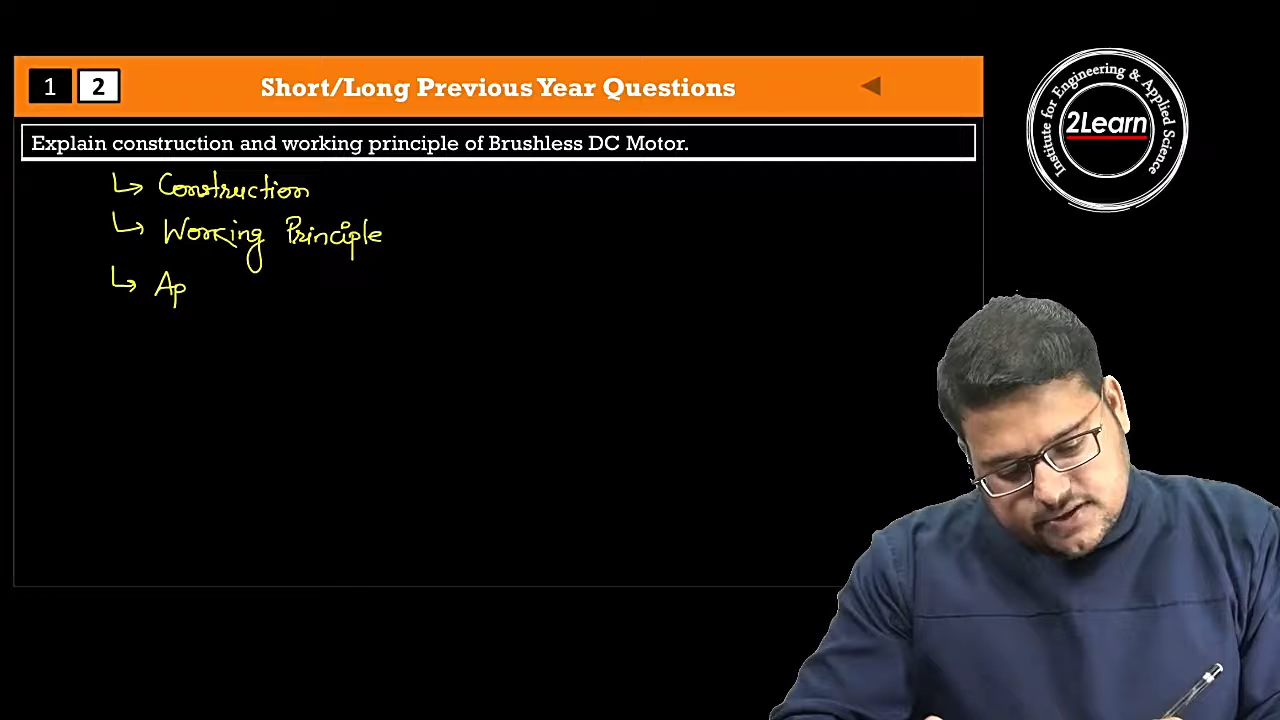 1 2 Short/Long Previous Year Questions
Explain construction and working principle of Brushless DC Motor.
↳ Construction
↳ Working Principle
↳ Ap
Institute for Engineering & Applied Science
2Learn